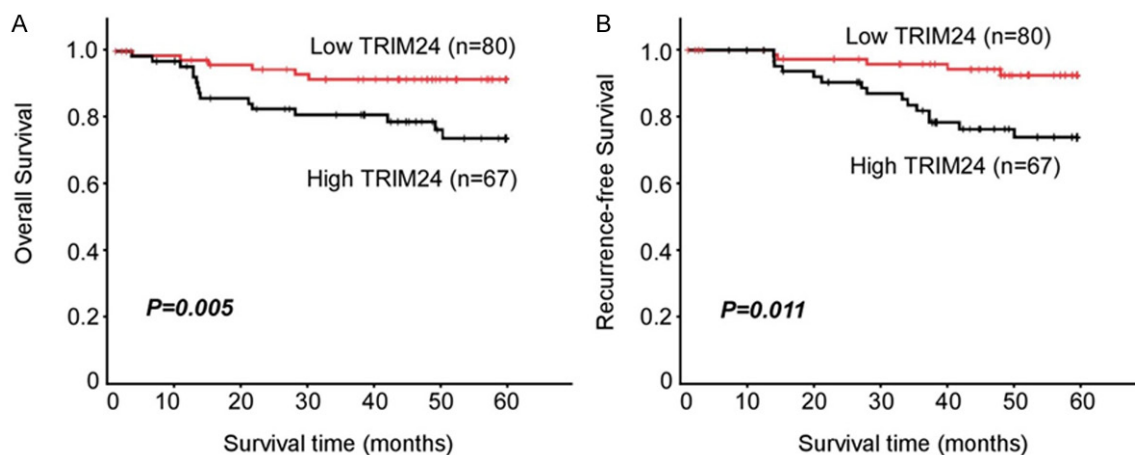 A
Low TRIM24 (n=80)
High TRIM24 (n=67)
P=0.005
Overall Survival
1.0
0.8
0.6
0.4
0.2
0
0 10 20 30 40 50 60
Survival time (months)
B
Low TRIM24 (n=80)
High TRIM24 (n=67)
P=0.011
Recurrence-free Survival
1.0
0.8
0.6
0.4
0.2
0
0 10 20 30 40 50 60
Survival time (months)